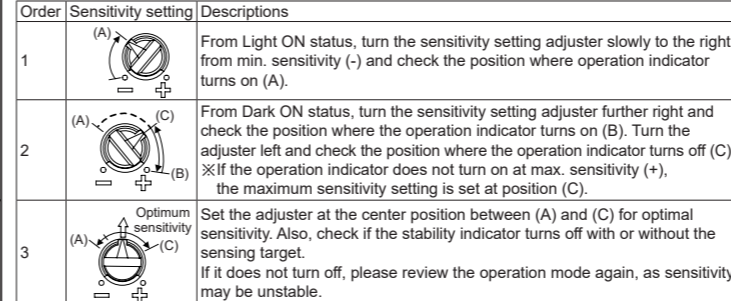 Order Sensitivity setting Descriptions
1
(A)
From Light ON status, turn the sensitivity setting adjuster slowly to the right
from min. sensitivity (-) and check the position where operation indicator
turns on (A).
2
(A) (C)
(B)
From Dark ON status, turn the sensitivity setting adjuster further right and
check the position where the operation indicator turns on (B). Turn the
adjuster left and check the position where the operation indicator turns off (C)
※If the operation indicator does not turn on at max. sensitivity (+),
the maximum sensitivity setting is set at position (C).
3
Optimum
sensitivity
(A) (C)
Set the adjuster at the center position between (A) and (C) for optimal
sensitivity. Also, check if the stability indicator turns off with or without the
sensing target.
If it does not turn off, please review the operation mode again, as sensitivity
may be unstable.